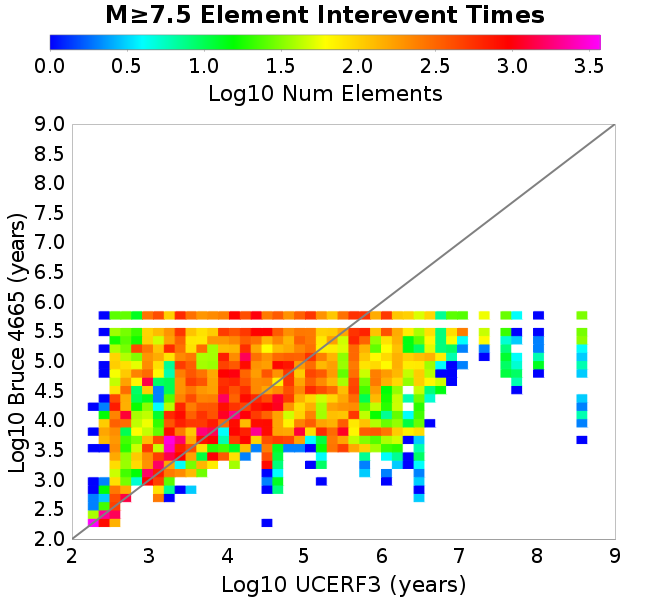 M≥7.5 Element Interevent Times
0.0 0.5 1.0 1.5 2.0 2.5 3.0 3.5
Log10 Num Elements
9.0
8.5
8.0
7.5
7.0
6.5
6.0
5.5
5.0
4.5
4.0
3.5
3.0
2.5
2.0
Log10 Bruce 4665 (years)
2 3 4 5 6 7 8 9
Log10 UCERF3 (years)